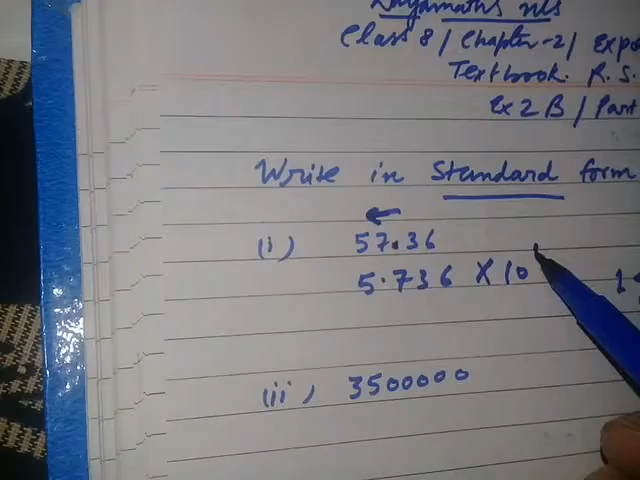 Class 8 / Chapter-2 / Expo
Textbook. R. S.
Ex 2 B / Part
Write in Standard form
(i) 57.36
5.736 X 10
(ii) 3500000